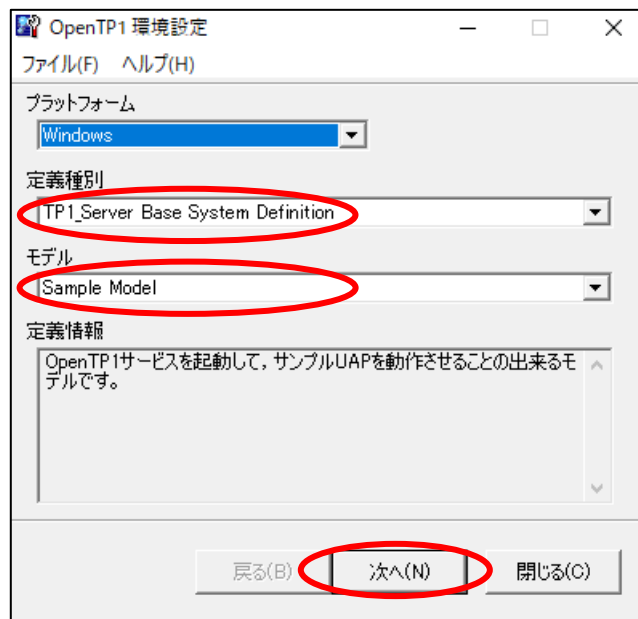 OpenTP1 環境設定
ファイル(F) ヘルプ(H)
プラットフォーム
Windows
定義種別
TP1_Server Base System Definition
モデル
Sample Model
定義情報
OpenTP1サービスを起動して，サンプルUAPを動作させることの出来るモ
デルです。
戻る(B) 次へ(N) 閉じる(C)